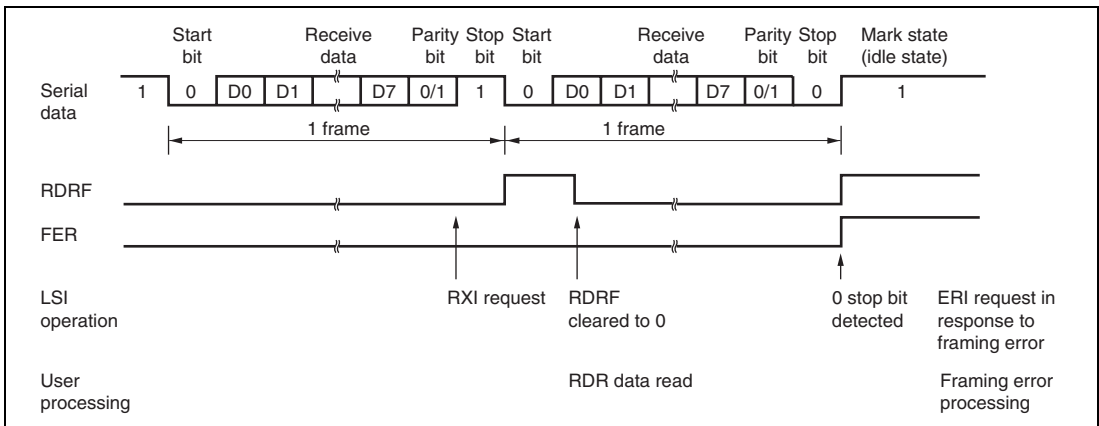 Start bit Receive data Parity bit Stop bit Start bit Receive data Parity bit Stop bit Mark state (idle state)
Serial data 1 0 D0 D1 D7 0/1 1 0 D0 D1 D7 0/1 0 1
1 frame 1 frame
RDRF
FER
LSI operation RXI request RDRF cleared to 0 0 stop bit detected ERI request in response to framing error
User processing RDR data read Framing error processing